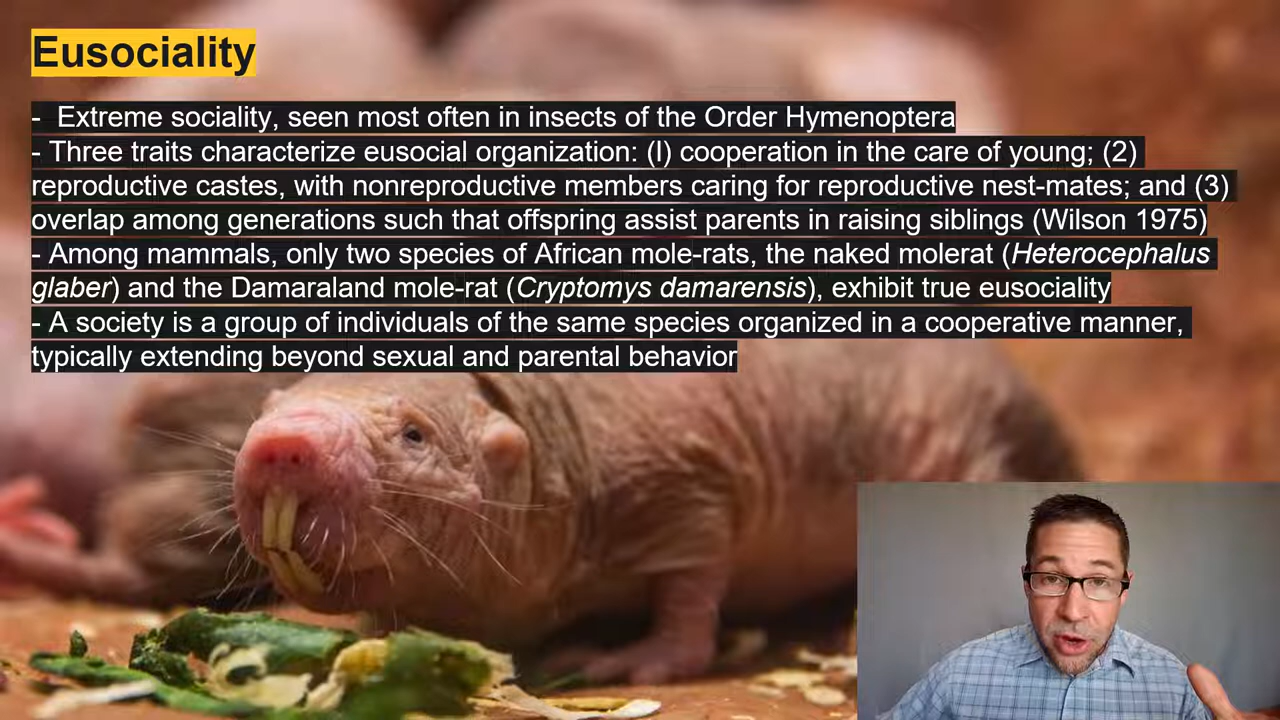 Eusociality
- Extreme sociality, seen most often in insects of the Order Hymenoptera
- Three traits characterize eusocial organization: (l) cooperation in the care of young; (2)
reproductive castes, with nonreproductive members caring for reproductive nest-mates; and (3)
overlap among generations such that offspring assist parents in raising siblings (Wilson 1975)
- Among mammals, only two species of African mole-rats, the naked molerat (Heterocephalus
glaber) and the Damaraland mole-rat (Cryptomys damarensis), exhibit true eusociality
- A society is a group of individuals of the same species organized in a cooperative manner,
typically extending beyond sexual and parental behavior